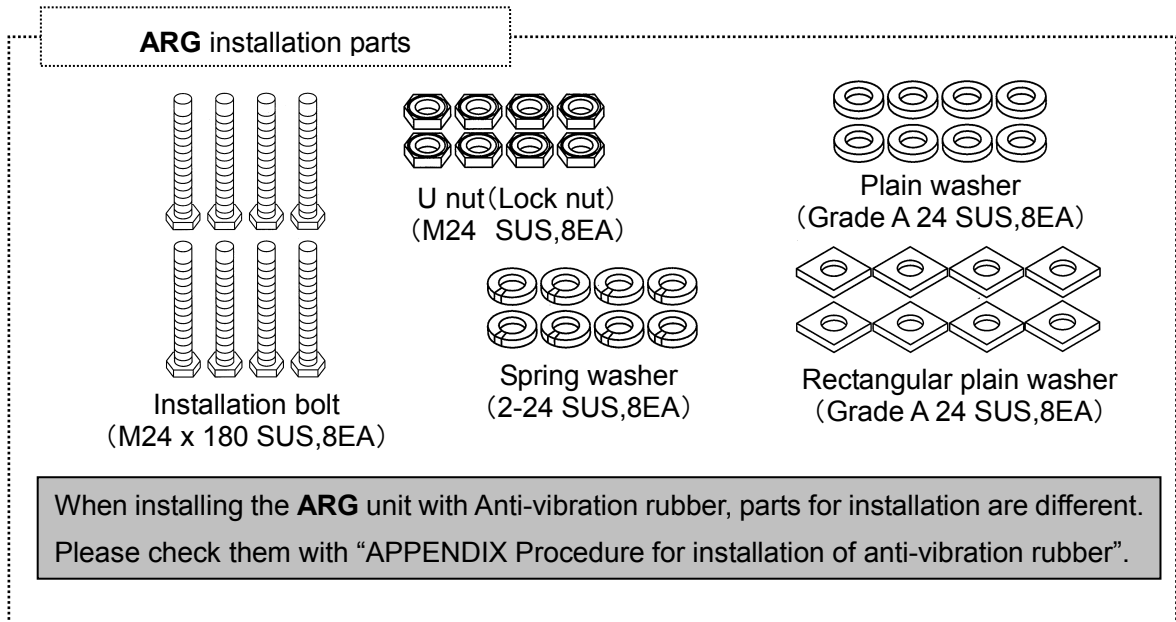 ARG installation parts
U nut（Lock nut）
（M24 SUS,8EA）
Plain washer
（Grade A 24 SUS,8EA）
Spring washer
（2-24 SUS,8EA）
Rectangular plain washer
（Grade A 24 SUS,8EA）
Installation bolt
（M24 x 180 SUS,8EA）
When installing the ARG unit with Anti-vibration rubber, parts for installation are different.
Please check them with “APPENDIX Procedure for installation of anti-vibration rubber”.